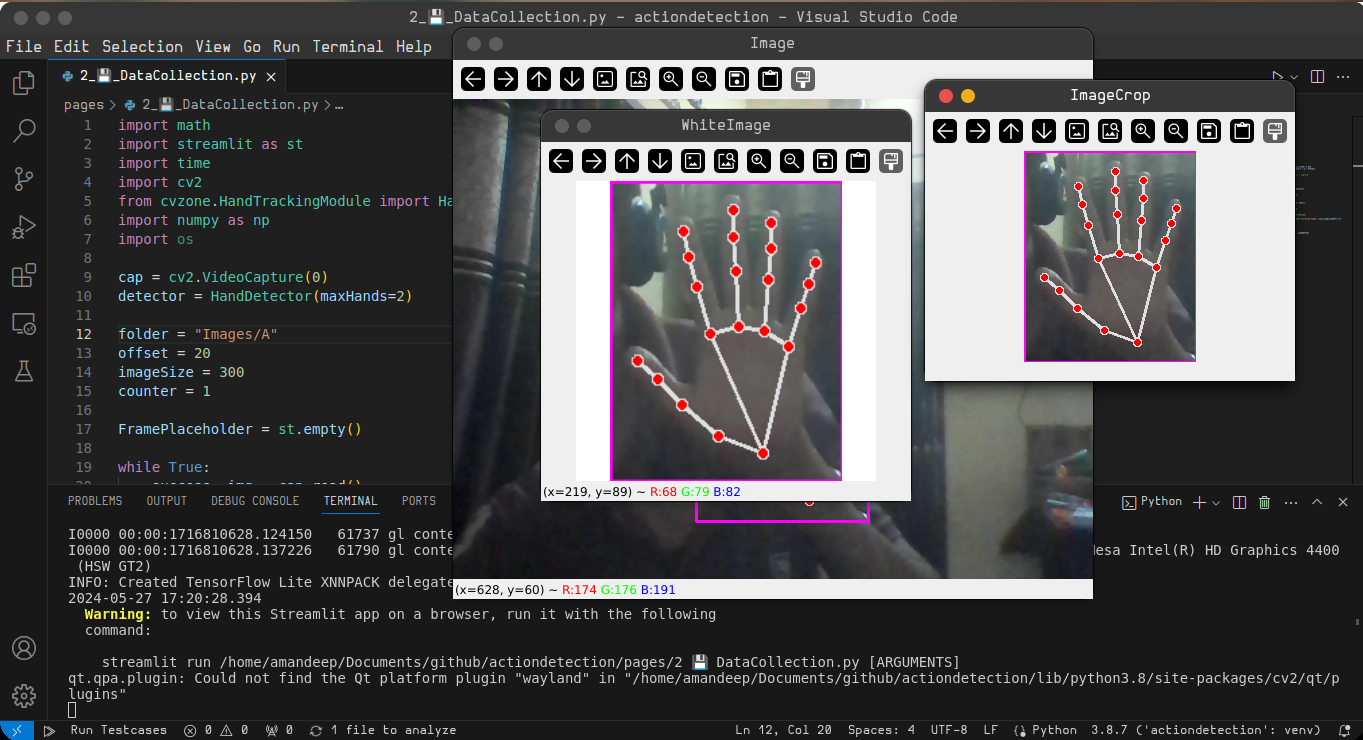 2_💾_DataCollection.py - actiondetection - Visual Studio Code
File Edit Selection View Go Run Terminal Help
2_💾_DataCollection.py
pages > 2_💾_DataCollection.py > ...
1 import math
2 import streamlit as st
3 import time
4 import cv2
5 from cvzone.HandTrackingModule import Ha
6 import numpy as np
7 import os
8
9 cap = cv2.VideoCapture(0)
10 detector = HandDetector(maxHands=2)
11
12 folder = "Images/A"
13 offset = 20
14 imageSize = 300
15 counter = 1
16
17 FramePlaceholder = st.empty()
18
19 while True:
Image
WhiteImage
(x=219, y=89) ~ R:68 G:79 B:82
(x=628, y=60) ~ R:174 G:176 B:191
ImageCrop
PROBLEMS OUTPUT DEBUG CONSOLE TERMINAL PORTS
Python
I0000 00:00:1716810628.124150 61737 gl conte
I0000 00:00:1716810628.137226 61790 gl conte Mesa Intel(R) HD Graphics 4400
(HSW GT2)
INFO: Created TensorFlow Lite XNNPACK delegate
2024-05-27 17:20:28.394
Warning: to view this Streamlit app on a browser, run it with the following
command:
streamlit run /home/amandeep/Documents/github/actiondetection/pages/2 💾 DataCollection.py [ARGUMENTS]
qt.qpa.plugin: Could not find the Qt platform plugin "wayland" in "/home/amandeep/Documents/github/actiondetection/lib/python3.8/site-packages/cv2/qt/p
lugins"
Run Testcases 0 0 0 1 file to analyze Ln 12, Col 20 Spaces: 4 UTF-8 LF Python 3.8.7 ('actiondetection': venv)